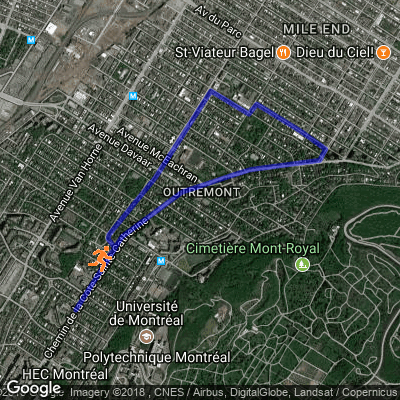 Av du Parc
MILE END
St-Viateur Bagel
Dieu du Ciel!
M
Avenue McEachran
Avenue Davaar
Avenue Van Horne
OUTREMONT
Chemin de la Côte-Sainte-Catherine
Cimetière Mont-Royal
M
Université
de Montréal
Polytechnique Montréal
HEC Montréal
Google
Imagery ©2018 , CNES / Airbus, DigitalGlobe, Landsat / Copernicus